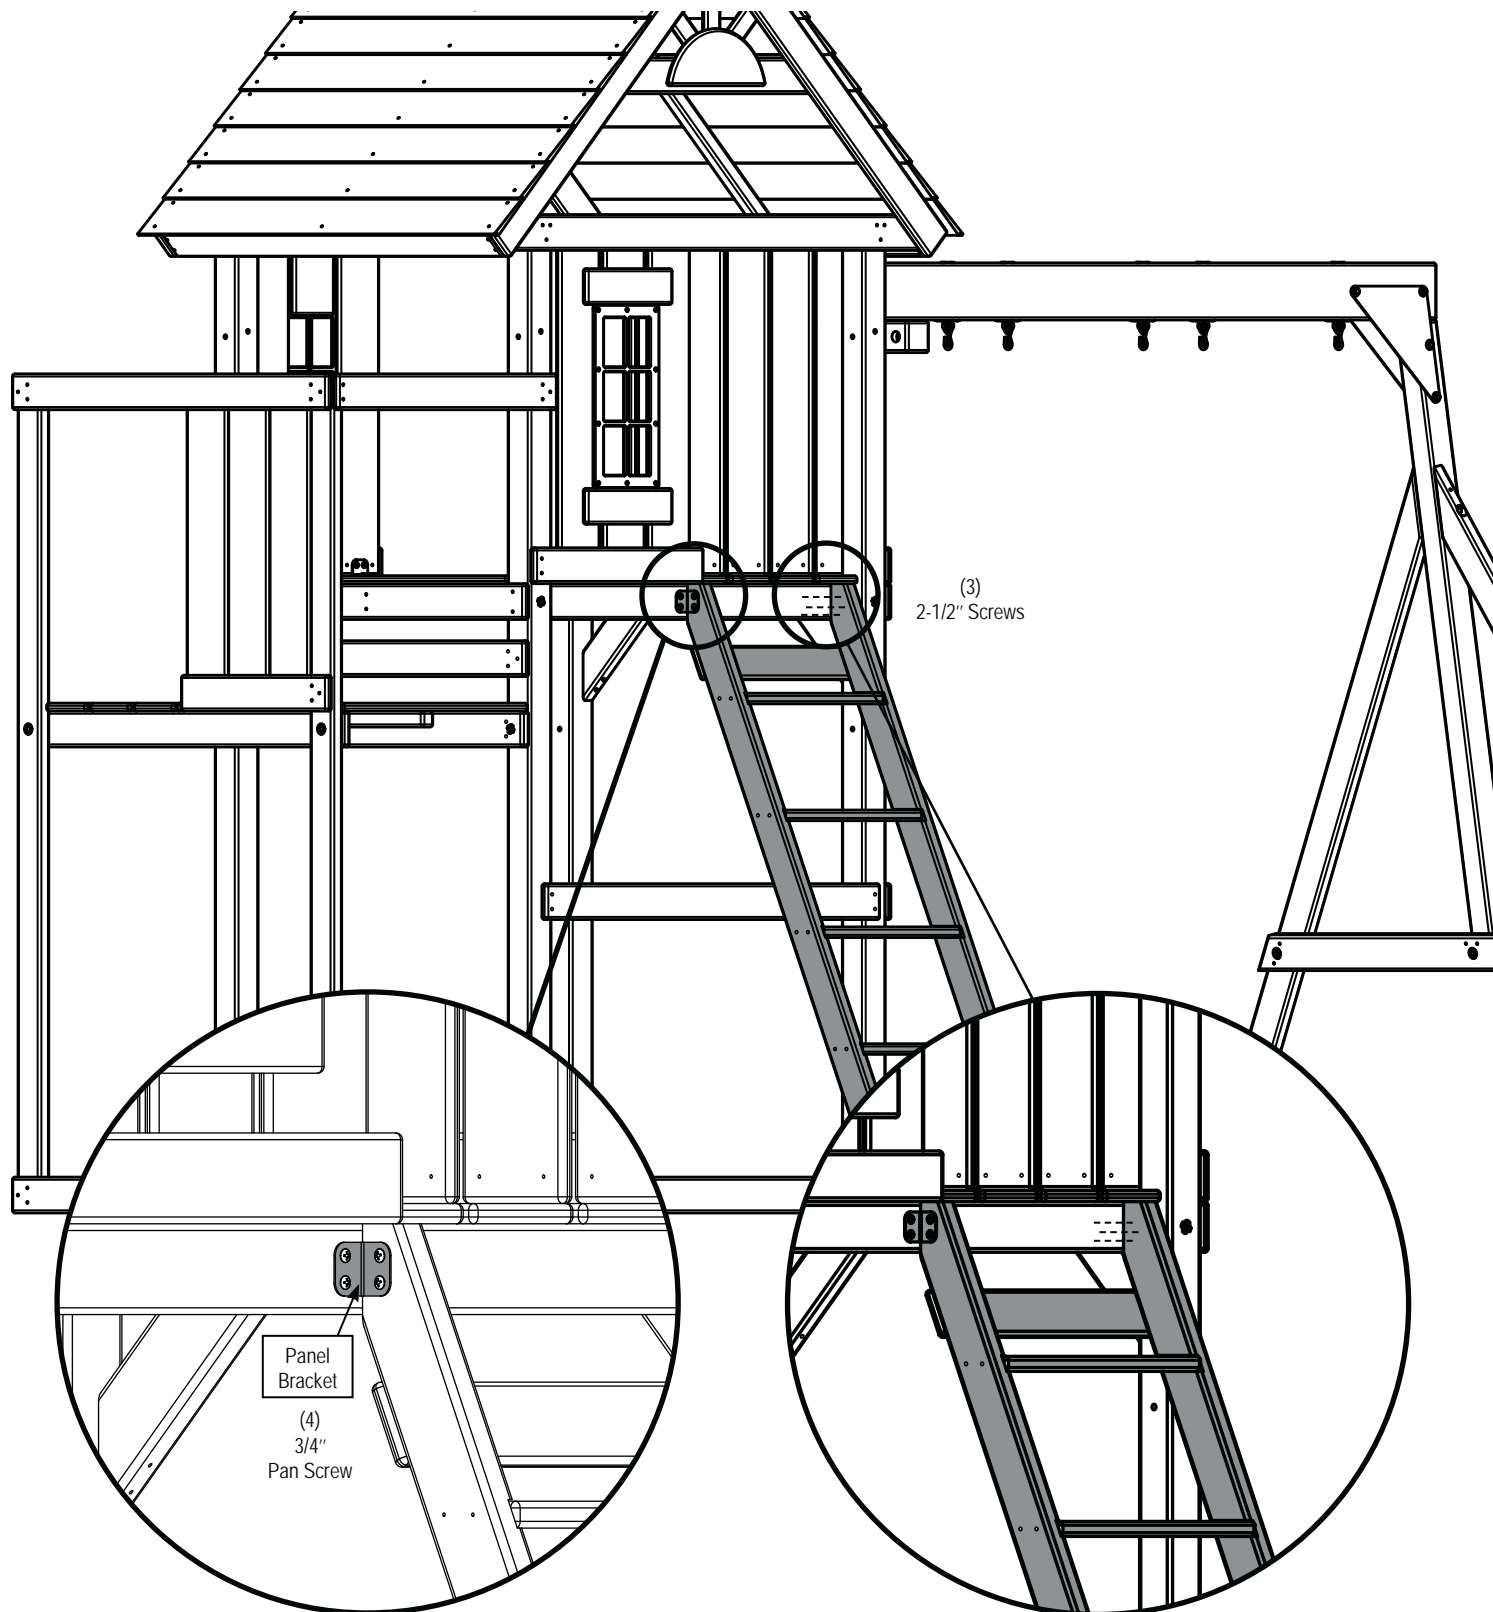 (3)
2-1/2" Screws
Panel
Bracket
(4)
3/4"
Pan Screw